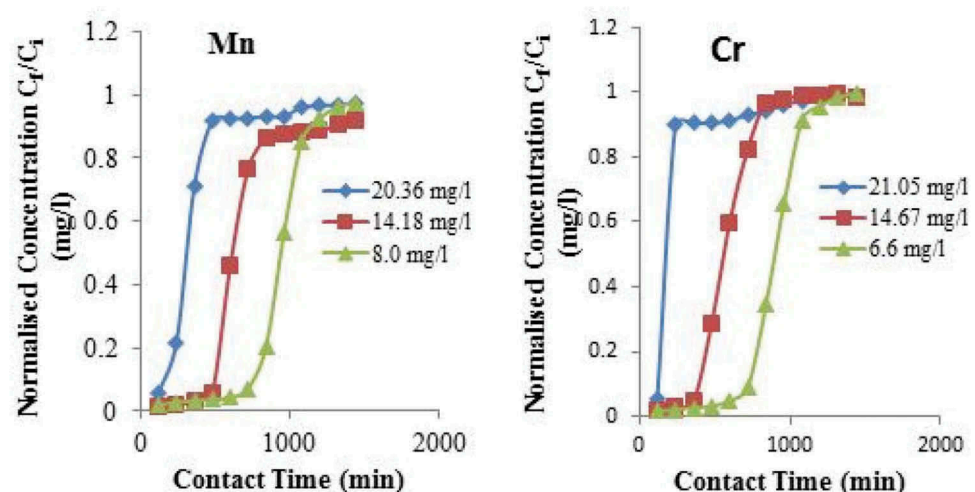 Normalised Concentration Cf/Ci
(mg/l)
Mn
1.2
1
0.8
0.6
0.4
0.2
0
0
1000
2000
20.36 mg/l
14.18 mg/l
8.0 mg/l
Contact Time (min)
Normalised Concentration Cf/Ci
(mg/l)
Cr
1.2
1
0.8
0.6
0.4
0.2
0
0
1000
2000
21.05 mg/l
14.67 mg/l
6.6 mg/l
Contact Time (min)